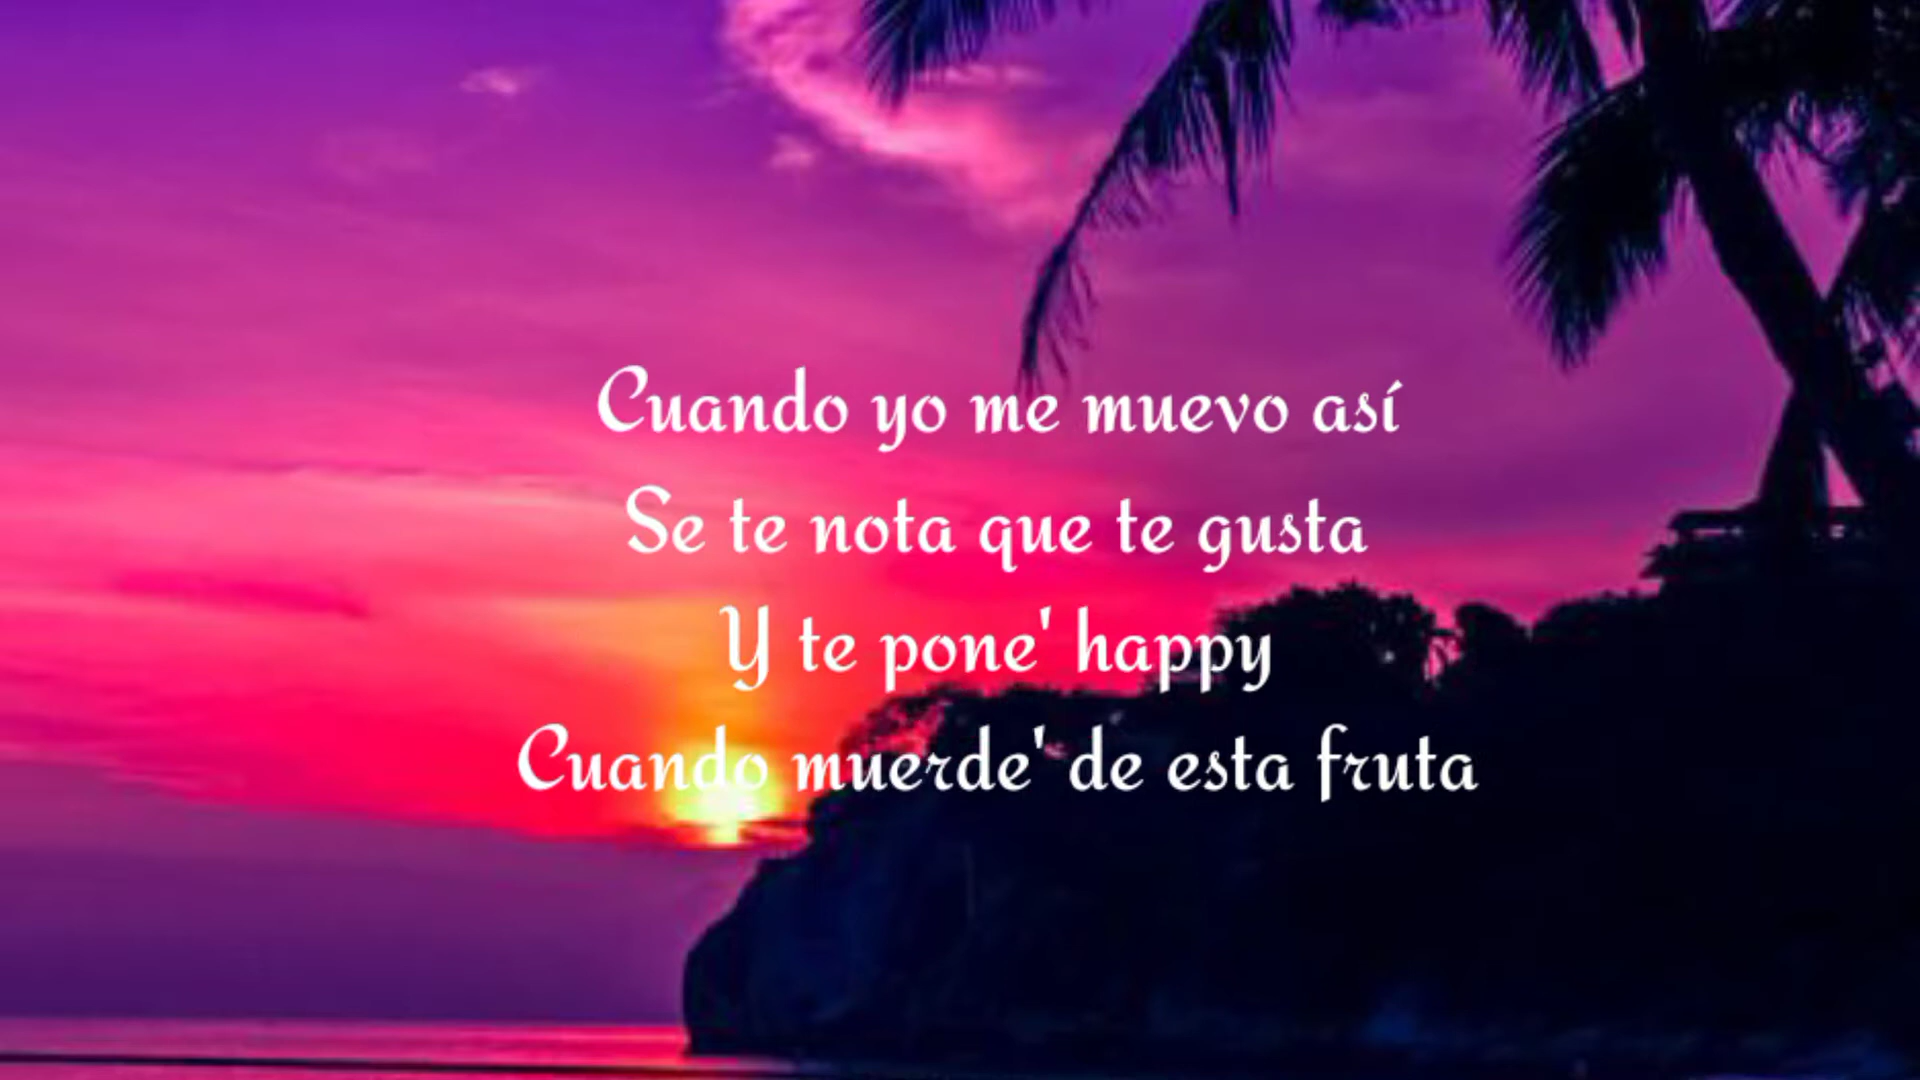 Cuando yo me muevo así
Se te nota que te gusta
Y te pone' happy
Cuando muerde' de esta fruta